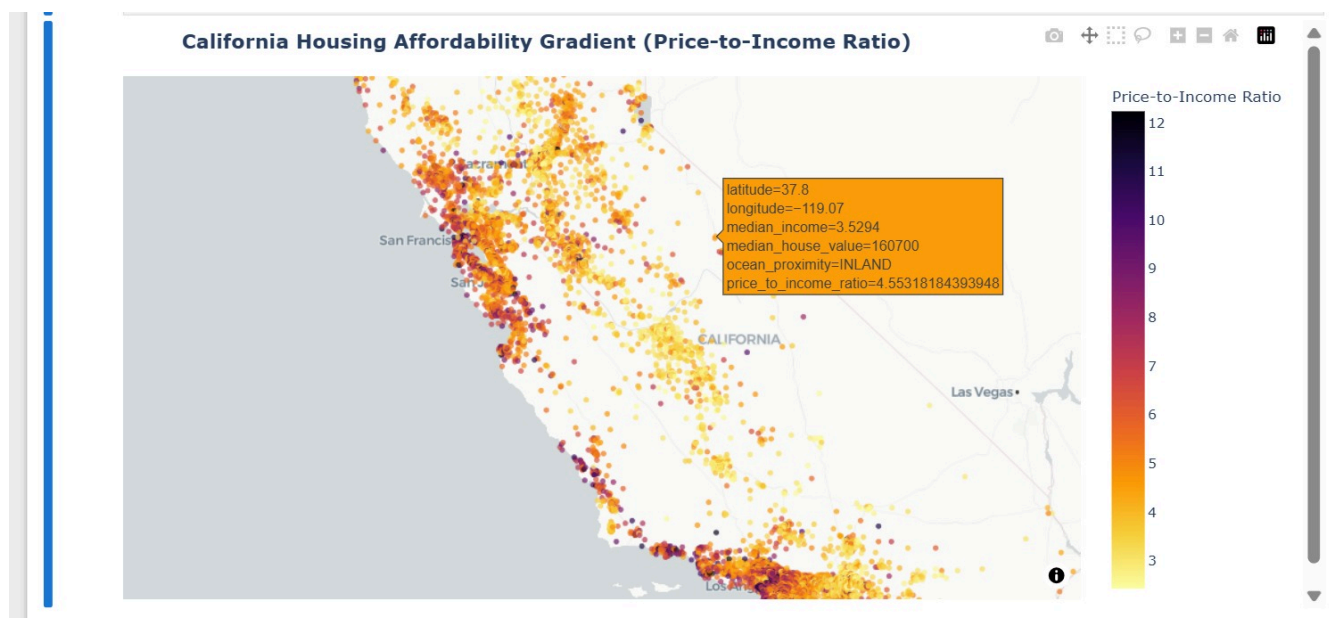 California Housing Affordability Gradient (Price-to-Income Ratio)
Price-to-Income Ratio
12
11
10
9
8
7
6
5
4
3
latitude=37.8
longitude=−119.07
median_income=3.5294
median_house_value=160700
ocean_proximity=INLAND
price_to_income_ratio=4.55318184393948
San Francis
CALIFORNIA
Las Vegas